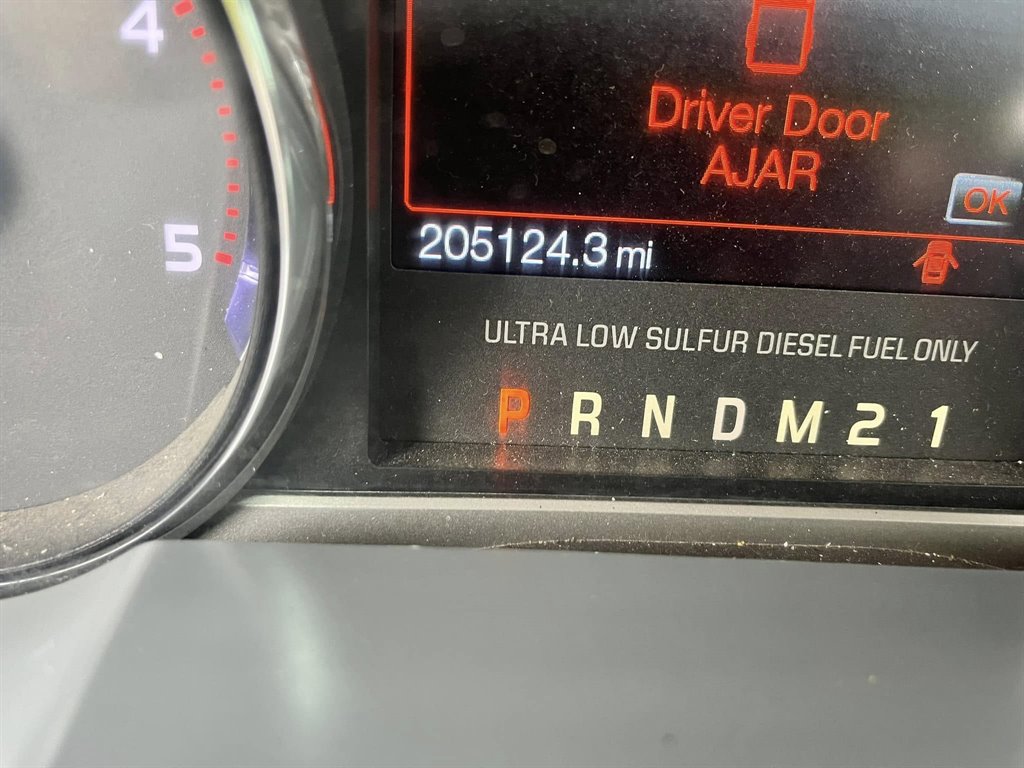 4
5
Driver Door
AJAR
OK
205124.3 mi
ULTRA LOW SULFUR DIESEL FUEL ONLY
P R N D M 2 1